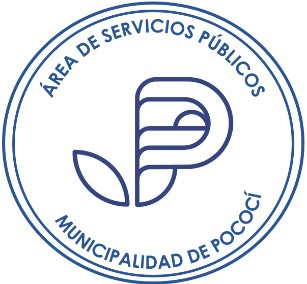 ÁREA DE SERVICIOS PÚBLICOS
MUNICIPALIDAD DE POCOCÍ